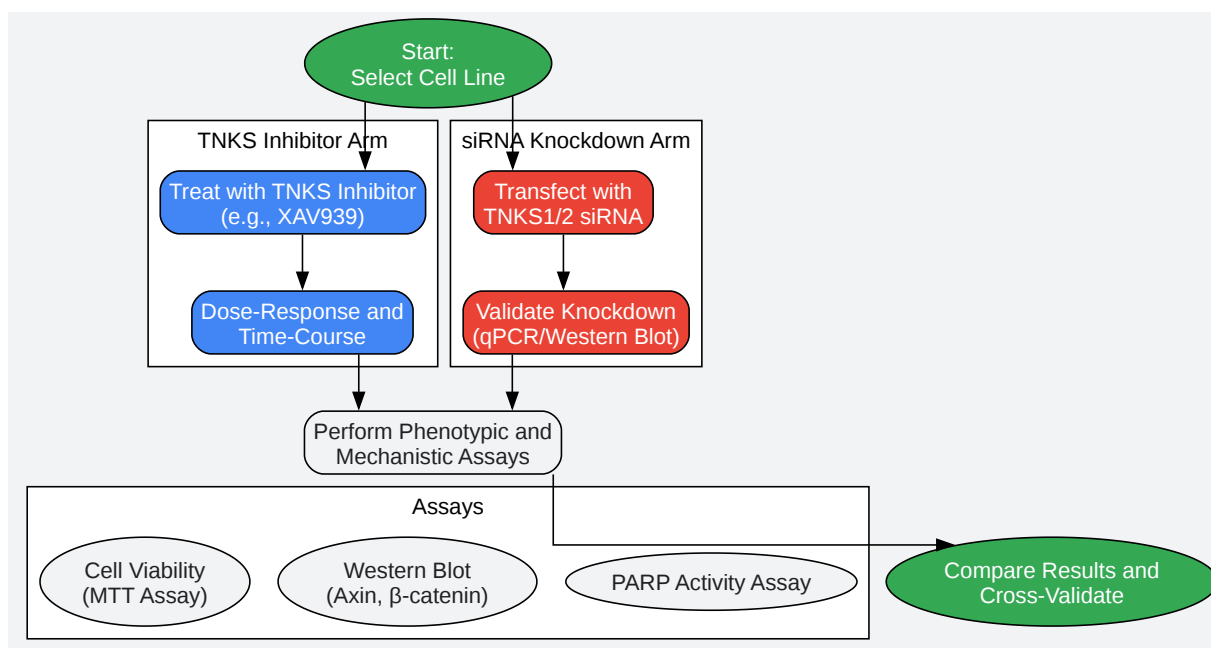 Start:
Select Cell Line
TNKS Inhibitor Arm
Treat with TNKS Inhibitor
(e.g., XAV939)
Dose-Response and
Time-Course
siRNA Knockdown Arm
Transfect with
TNKS1/2 siRNA
Validate Knockdown
(qPCR/Western Blot)
Perform Phenotypic and
Mechanistic Assays
Assays
Cell Viability
(MTT Assay)
Western Blot
(Axin, β-catenin)
PARP Activity Assay
Compare Results and
Cross-Validate